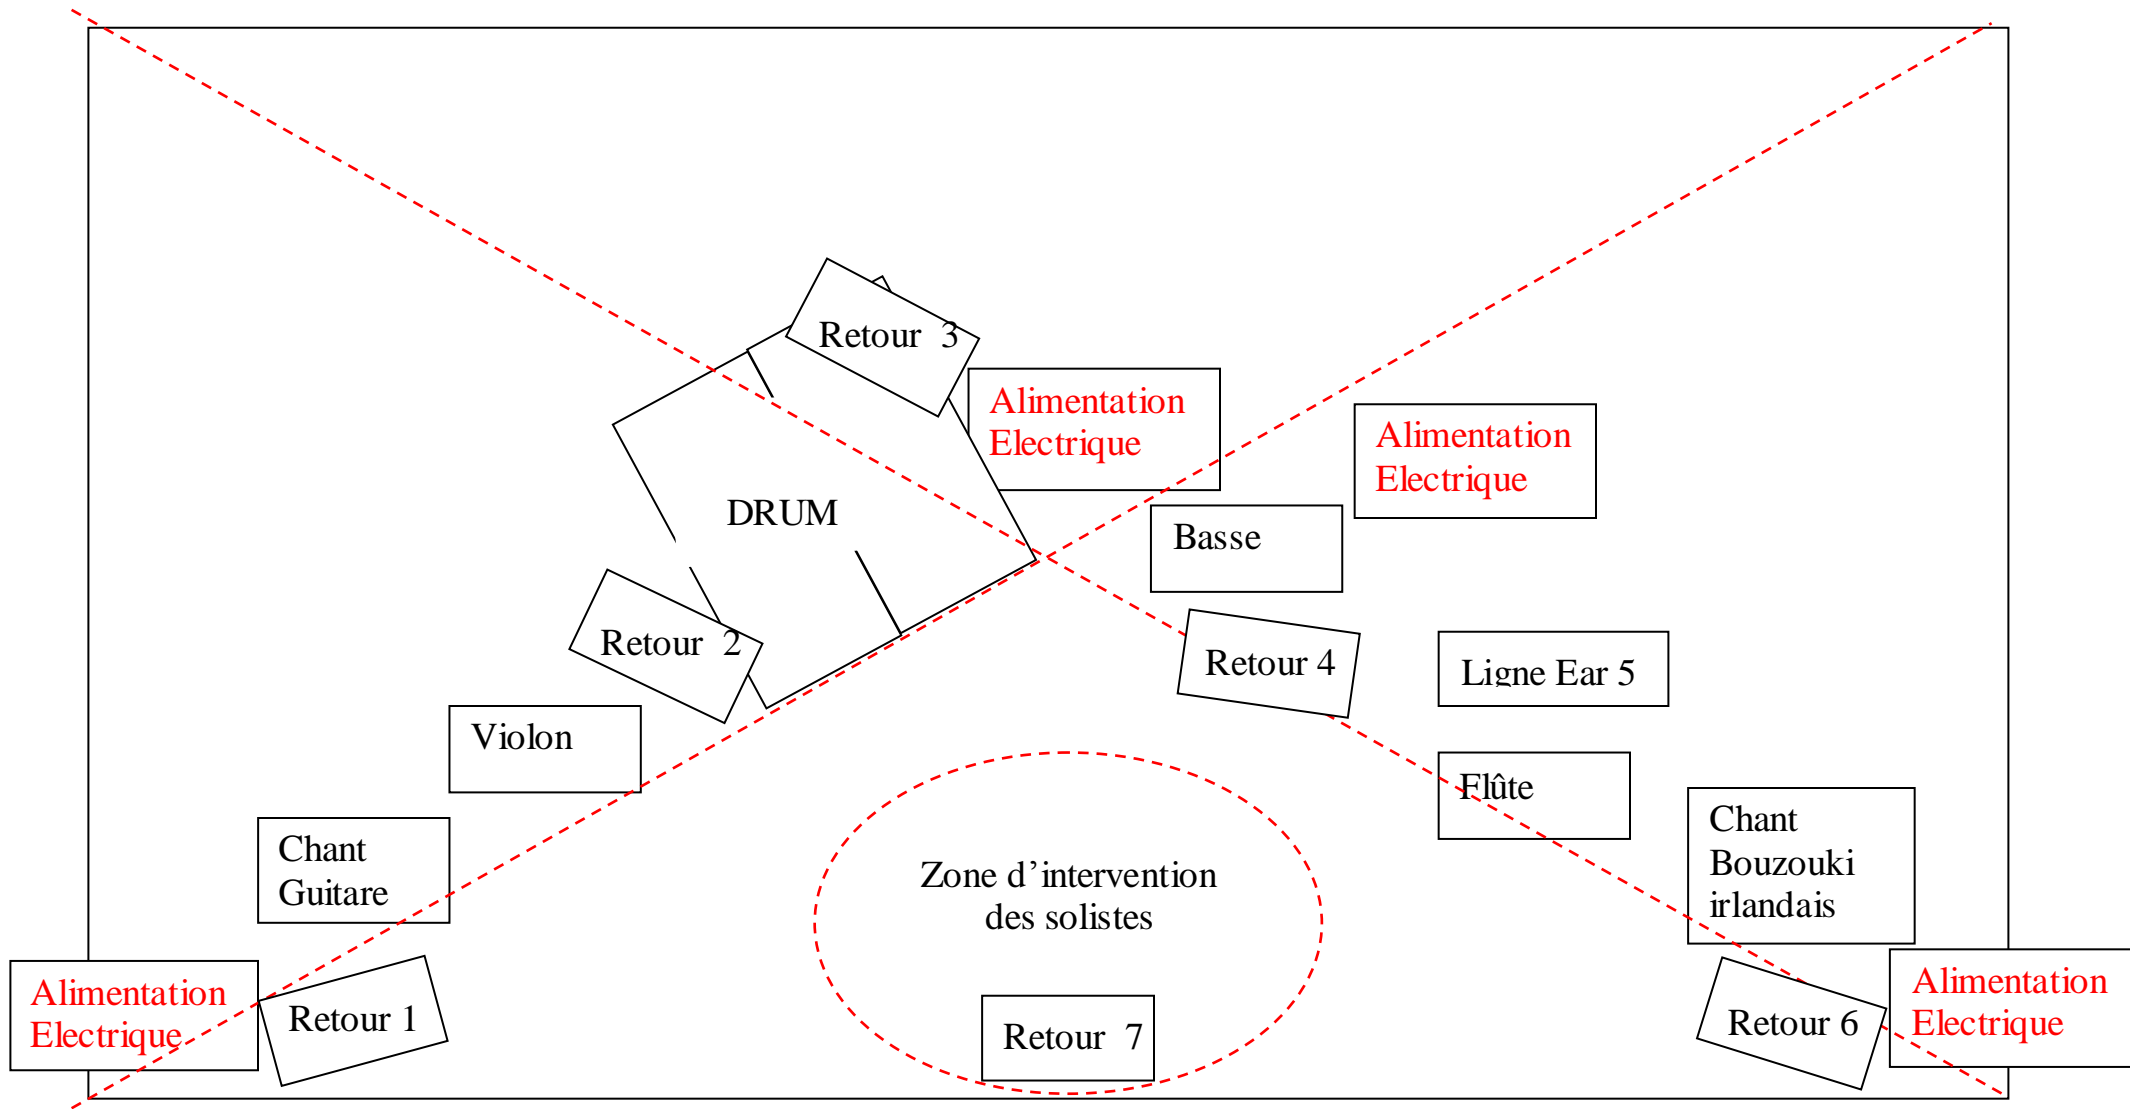 Retour  3
Alimentation
Electrique
Alimentation
Electrique
DRUM
Basse
Retour  2
Retour 4
Ligne Ear 5
Violon
Flûte
Chant
Guitare
Chant
Bouzouki
irlandais
Zone d’intervention
des solistes
Alimentation
Electrique
Retour 1
Retour  7
Retour 6
Alimentation
Electrique